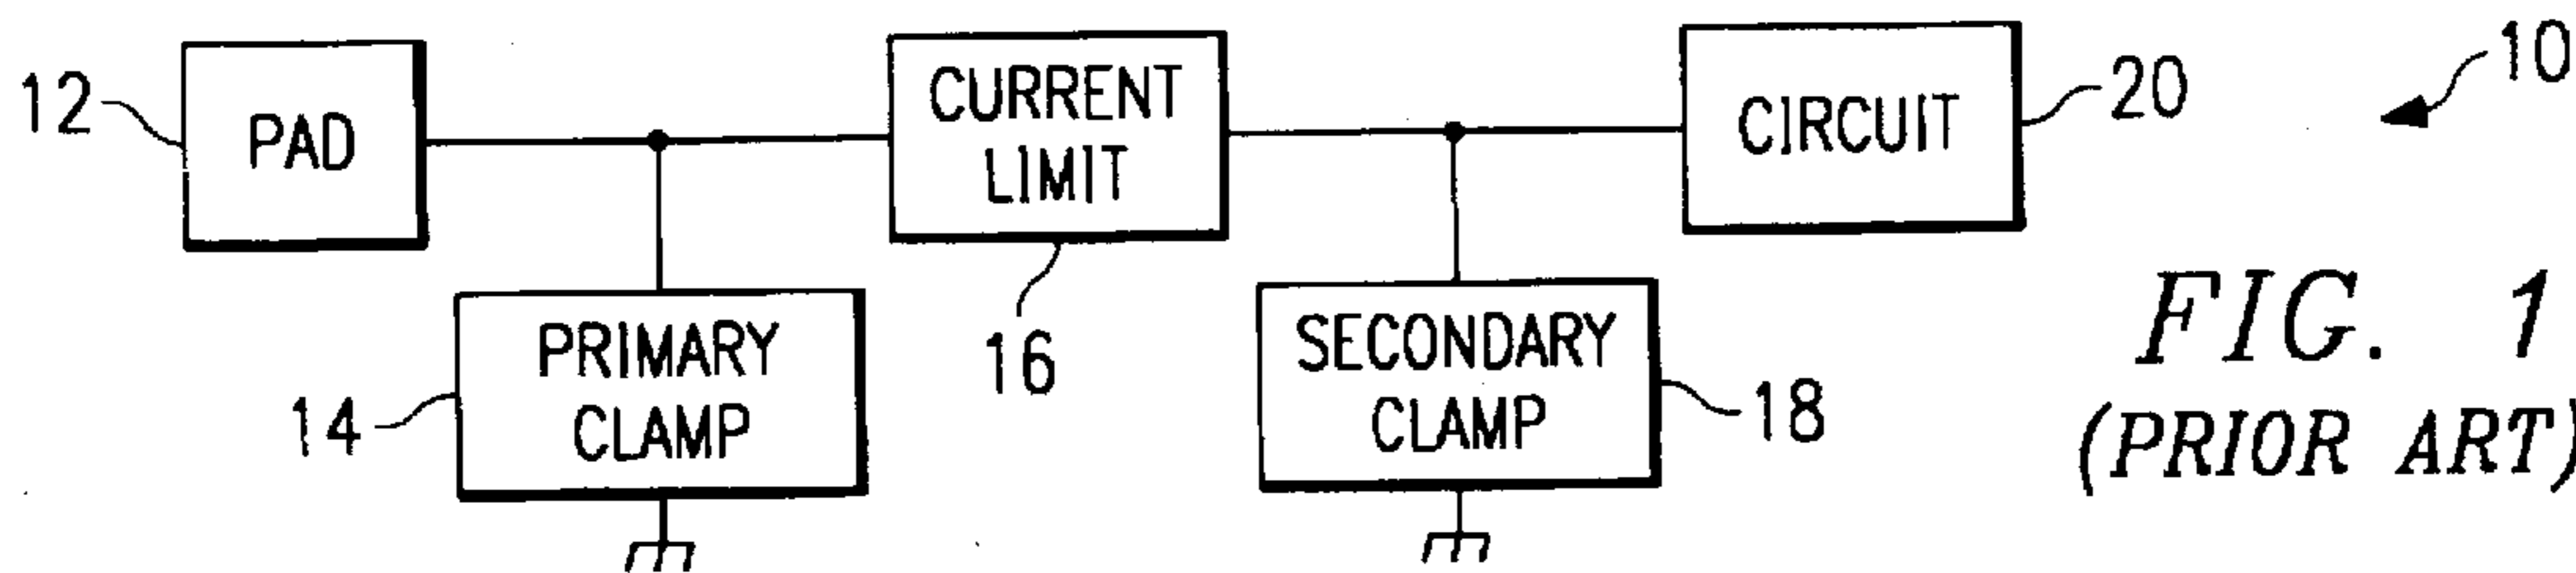 12
PAD
CURRENT
LIMIT
CIRCUIT
20
10
PRIMARY
CLAMP
14
16
SECONDARY
CLAMP
18
FIG. 1
(PRIOR ART)